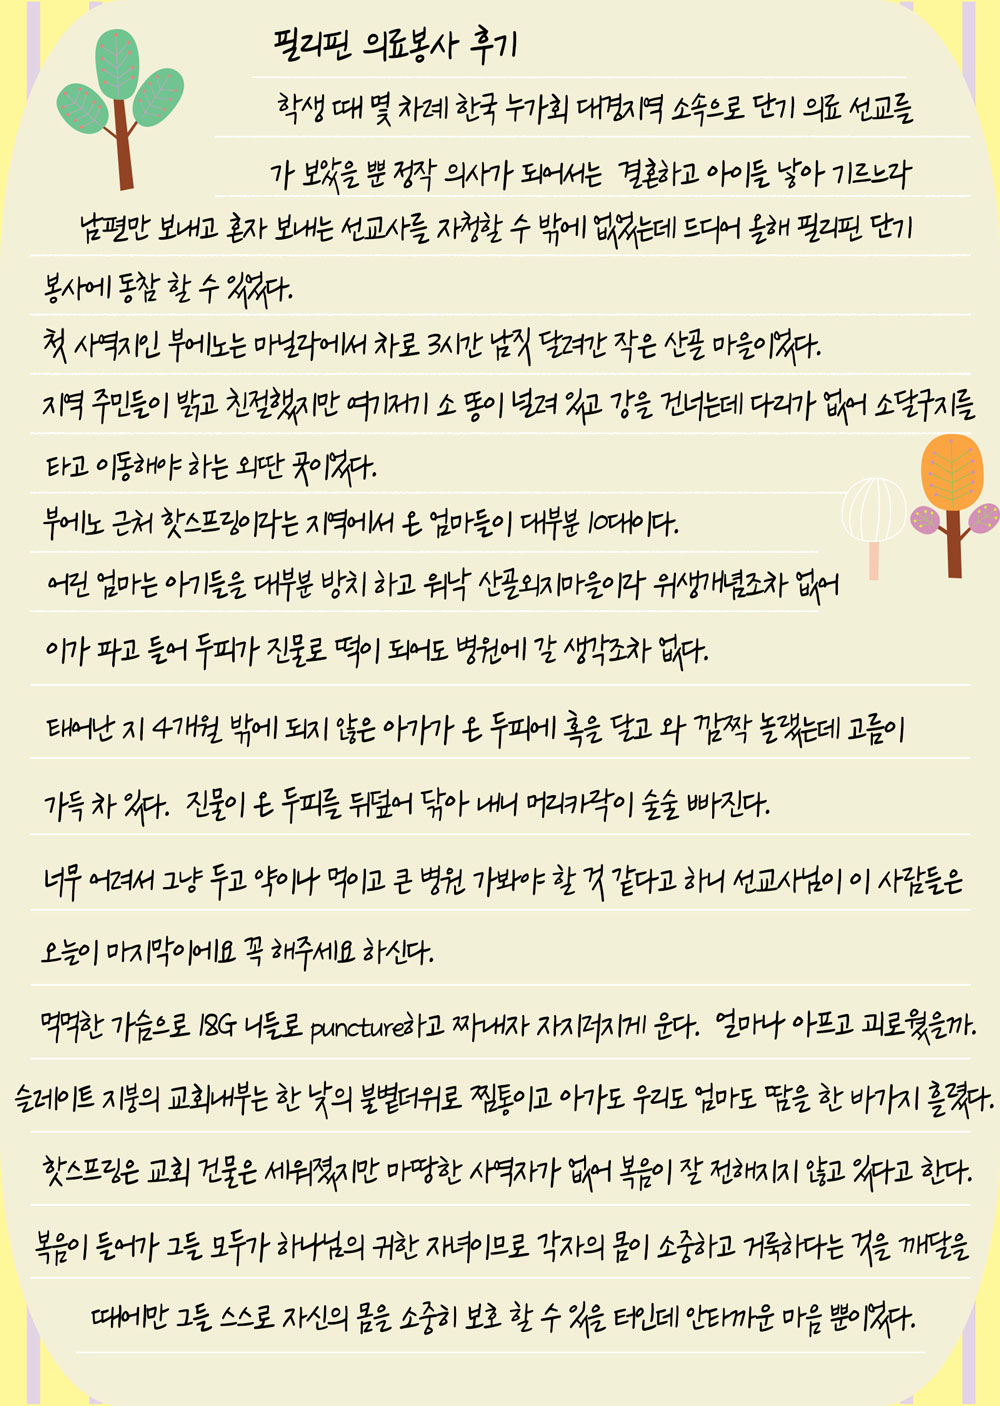 필리핀 의료봉사 후기
학생 때 몇 차례 한국 누가회 대경지역 소속으로 단기 의료 선교를
가 보았을 뿐 정작 의사가 되어서는 결혼하고 아이들 낳아 기르느라
남편만 보내고 혼자 보내는 선교사를 자청할 수 밖에 없었는데 드디어 올해 필리핀 단기
봉사에 동참 할 수 있었다.
첫 사역지인 부에노는 마닐라에서 차로 3시간 남짓 달려간 작은 산골 마을이었다.
지역 주민들이 밝고 친절했지만 여기저기 소 똥이 널려 있고 강을 건너는데 다리가 없어 소달구지를
타고 이동해야 하는 외딴 곳이었다.
부에노 근처 핫스프링이라는 지역에서 온 엄마들이 대부분 10대이다.
어린 엄마는 아기들을 대부분 방치 하고 워낙 산골외지마을이라 위생개념조차 없어
이가 파고 들어 두피가 진물로 떡이 되어도 병원에 갈 생각조차 없다.
태어난 지 4개월 밖에 되지 않은 아가가 온 두피에 혹을 달고 와 깜짝 놀랬는데 고름이
가득 차 있다. 진물이 온 두피를 뒤덮어 닦아 내니 머리카락이 술술 빠진다.
너무 어려서 그냥 두고 약이나 먹이고 큰 병원 가봐야 할 것 같다고 하니 선교사님이 이 사람들은
오늘이 마지막이에요 꼭 해주세요 하신다.
먹먹한 가슴으로 18G 니들로 puncture하고 짜내자 자지러지게 운다. 얼마나 아프고 괴로웠을까.
슬레이트 지붕의 교회내부는 한 낮의 불볕더위로 찜통이고 아가도 우리도 엄마도 땀을 한 바가지 흘렸다.
핫스프링은 교회 건물은 세워졌지만 마땅한 사역자가 없어 복음이 잘 전해지지 않고 있다고 한다.
복음이 들어가 그들 모두가 하나님의 귀한 자녀이므로 각자의 몸이 소중하고 거룩하다는 것을 깨달을
때에만 그들 스스로 자신의 몸을 소중히 보호 할 수 있을 터인데 안타까운 마음 뿐이었다.